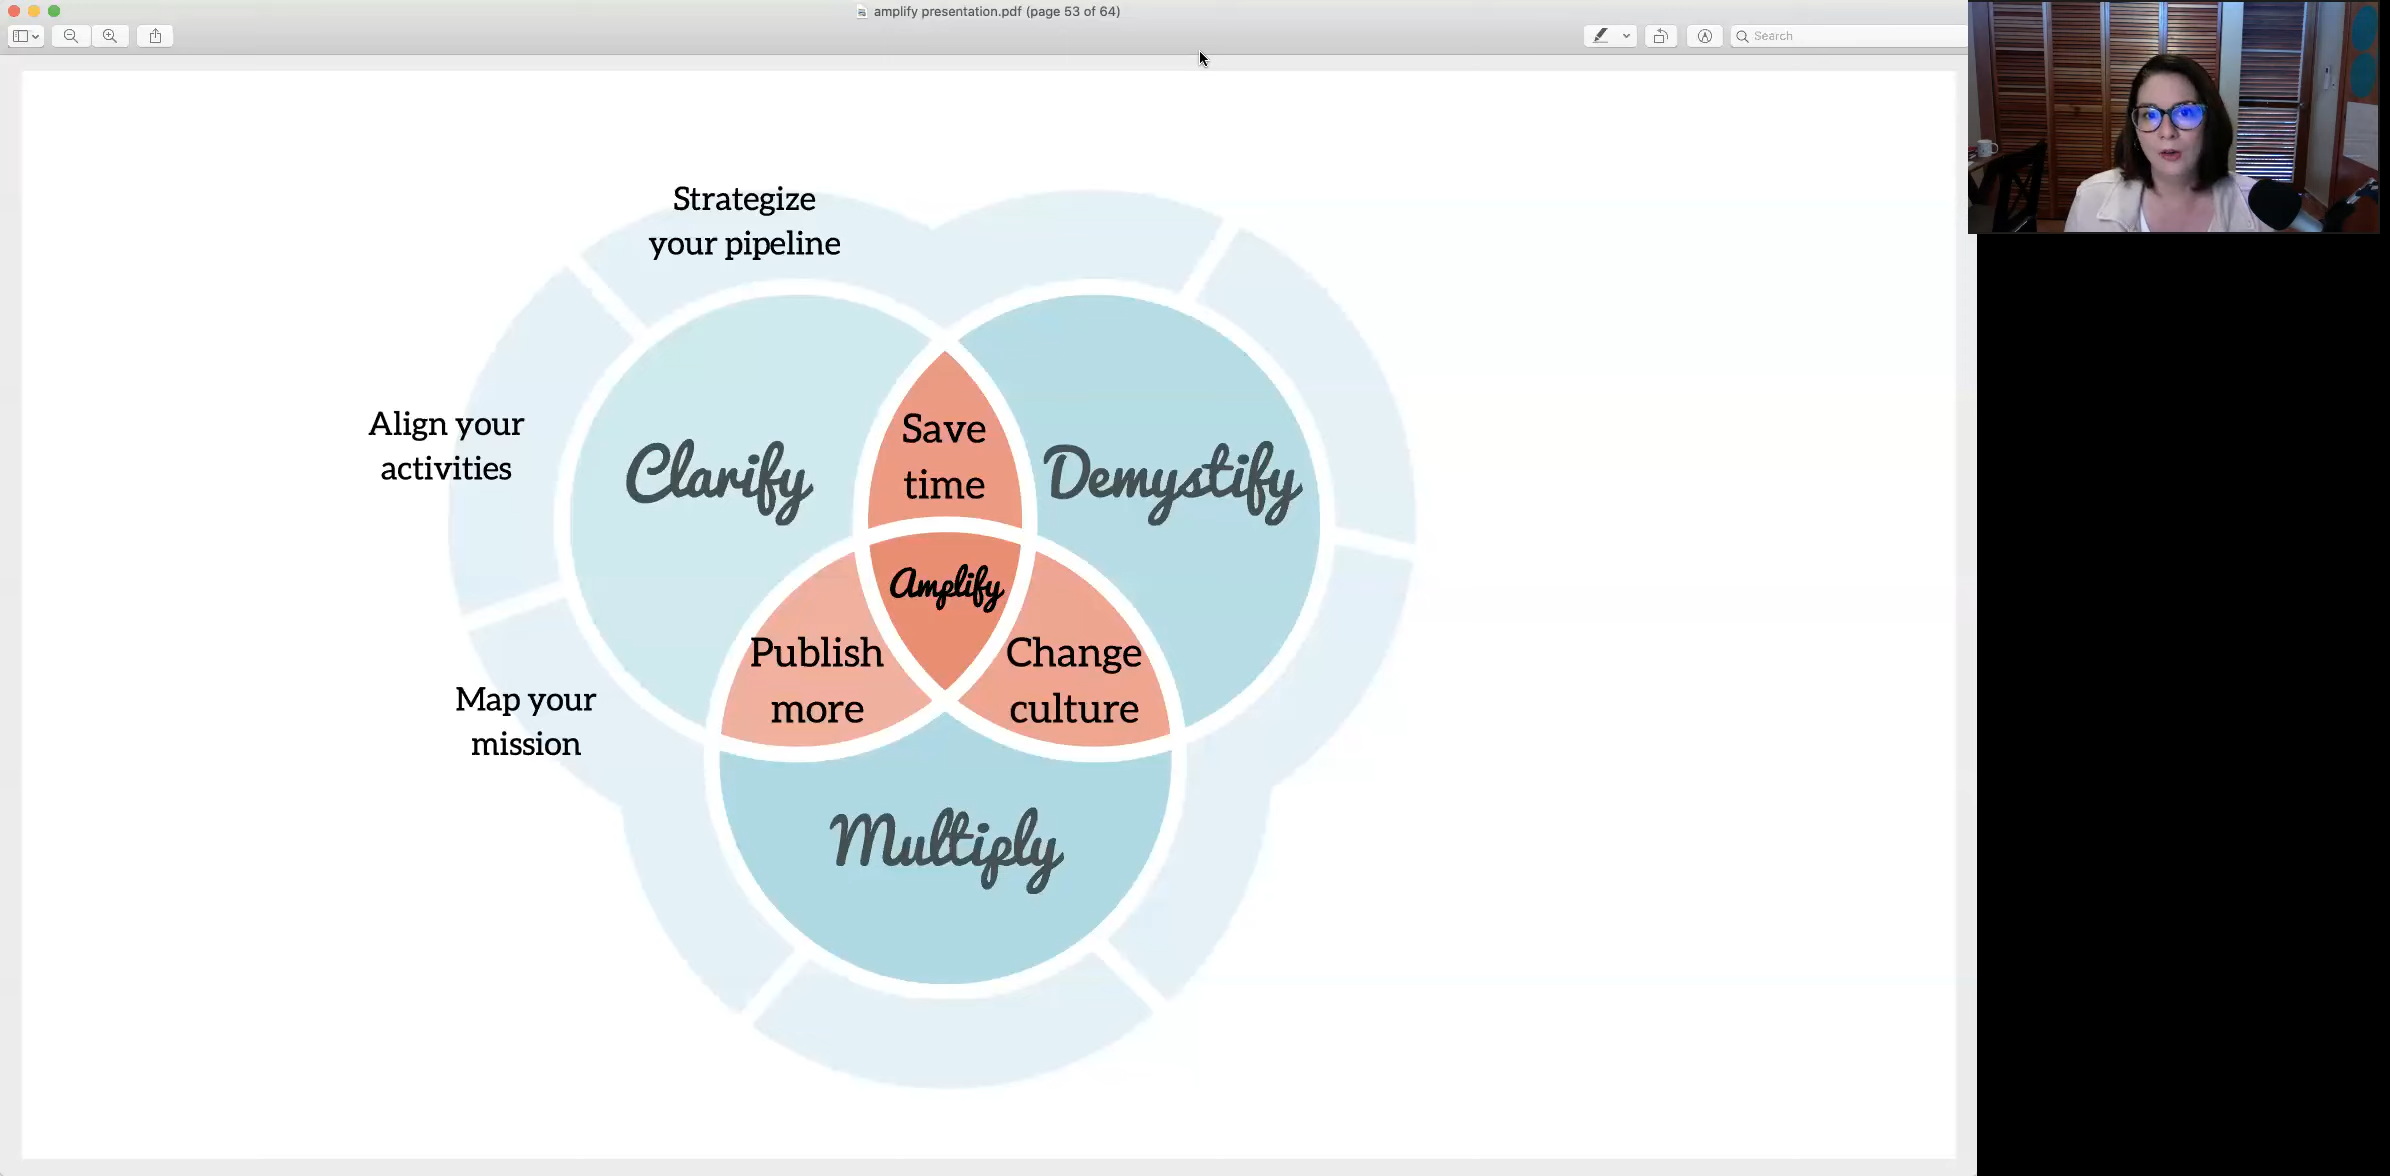 amplify presentation.pdf (page 53 of 64)
Search
Strategize
your pipeline
Align your
activities
Map your
mission
Clarify
Save
time
Demystify
Amplify
Publish
more
Change
culture
Multiply